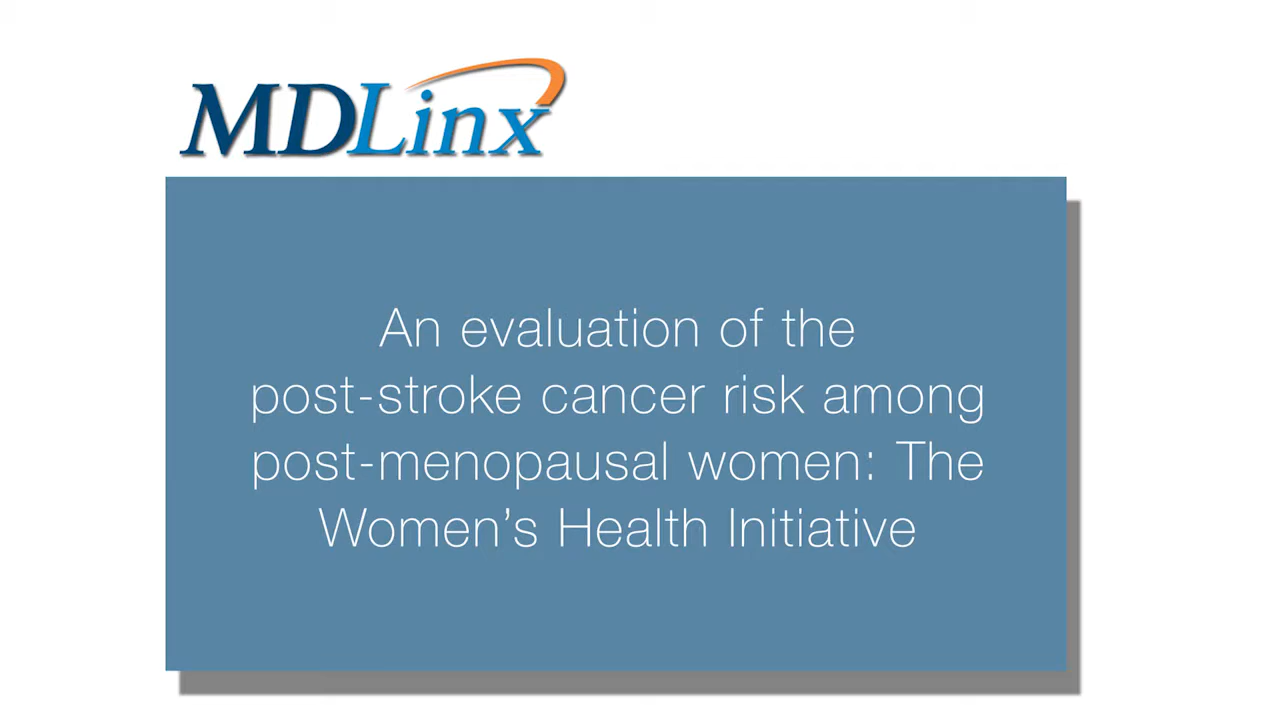 MDLinx
An evaluation of the
post-stroke cancer risk among
post-menopausal women: The
Women’s Health Initiative